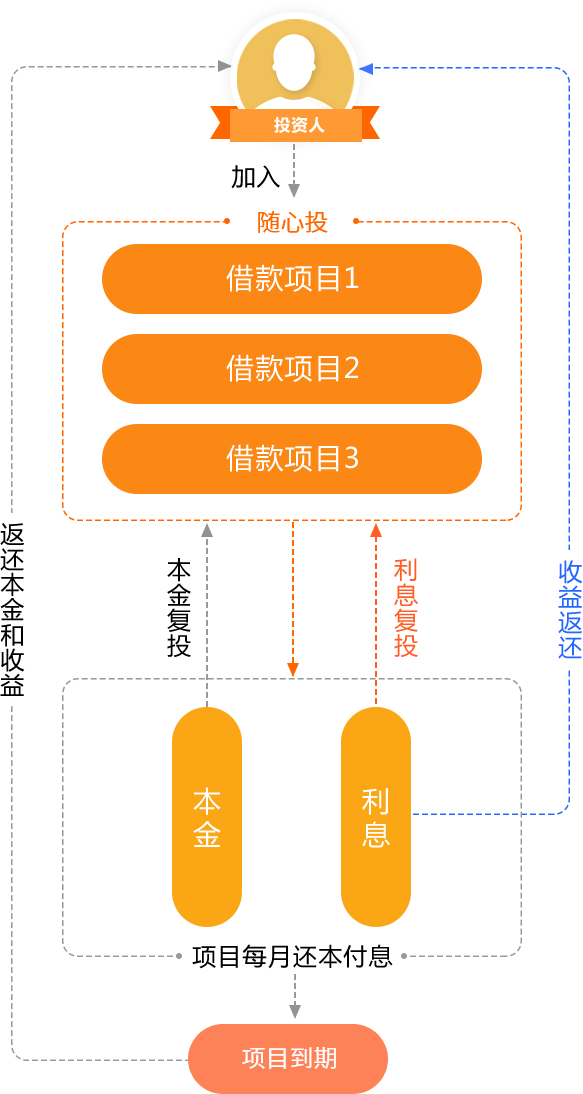 投资人
加入
随心投
借款项目1
借款项目2
借款项目3
返还本金和收益
本金复投
利息复投
收益返还
本金
利息
项目每月还本付息
项目到期